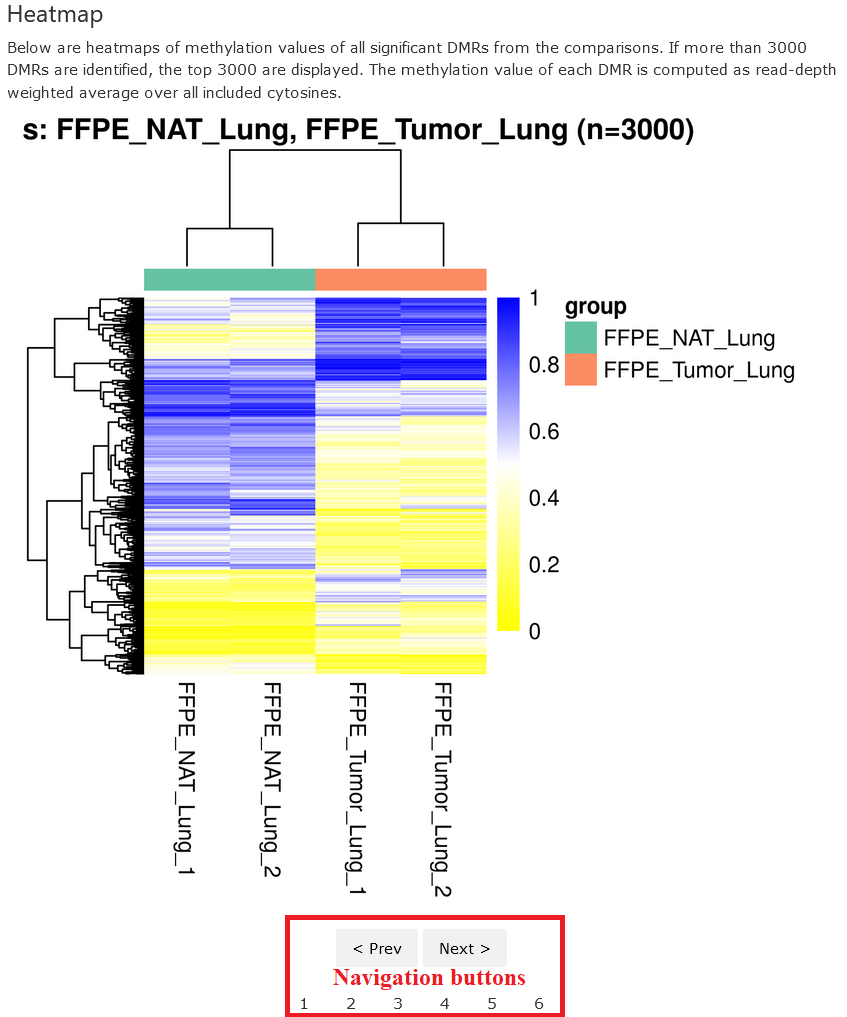 Heatmap
Below are heatmaps of methylation values of all significant DMRs from the comparisons. If more than 3000
DMRs are identified, the top 3000 are displayed. The methylation value of each DMR is computed as read-depth
weighted average over all included cytosines.
s: FFPE_NAT_Lung, FFPE_Tumor_Lung (n=3000)
1
0.8
0.6
0.4
0.2
0
group
FFPE_NAT_Lung
FFPE_Tumor_Lung
FFPE_NAT_Lung_1
FFPE_NAT_Lung_2
FFPE_Tumor_Lung_1
FFPE_Tumor_Lung_2
< Prev Next >
Navigation buttons
1 2 3 4 5 6